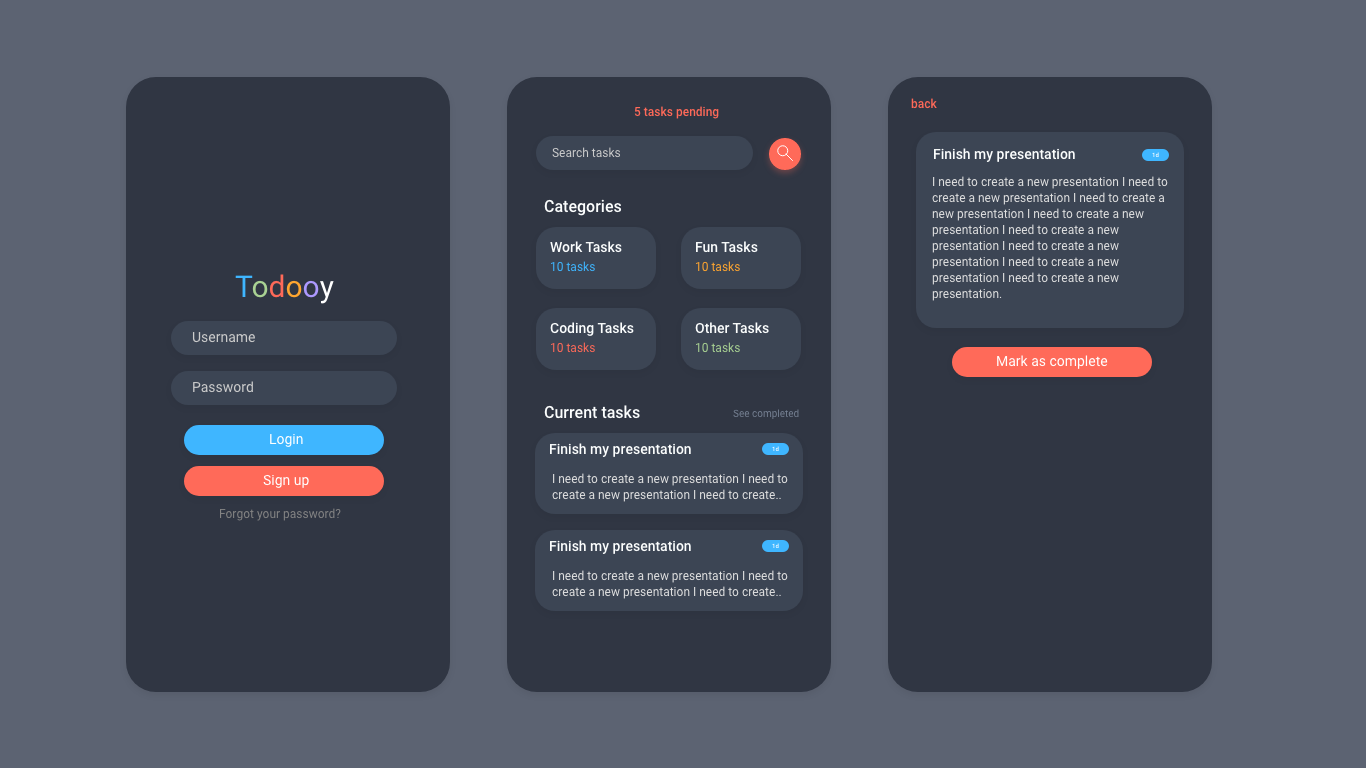 Todooy
Username
Password
Login
Sign up
Forgot your password?
5 tasks pending
Search tasks
Categories
Work Tasks
10 tasks
Fun Tasks
10 tasks
Coding Tasks
10 tasks
Other Tasks
10 tasks
Current tasks
See completed
Finish my presentation
1d
I need to create a new presentation I need to
create a new presentation I need to create..
Finish my presentation
1d
I need to create a new presentation I need to
create a new presentation I need to create..
back
Finish my presentation
1d
I need to create a new presentation I need to
create a new presentation I need to create a
new presentation I need to create a new
presentation I need to create a new
presentation I need to create a new
presentation I need to create a new
presentation I need to create a new
presentation.
Mark as complete